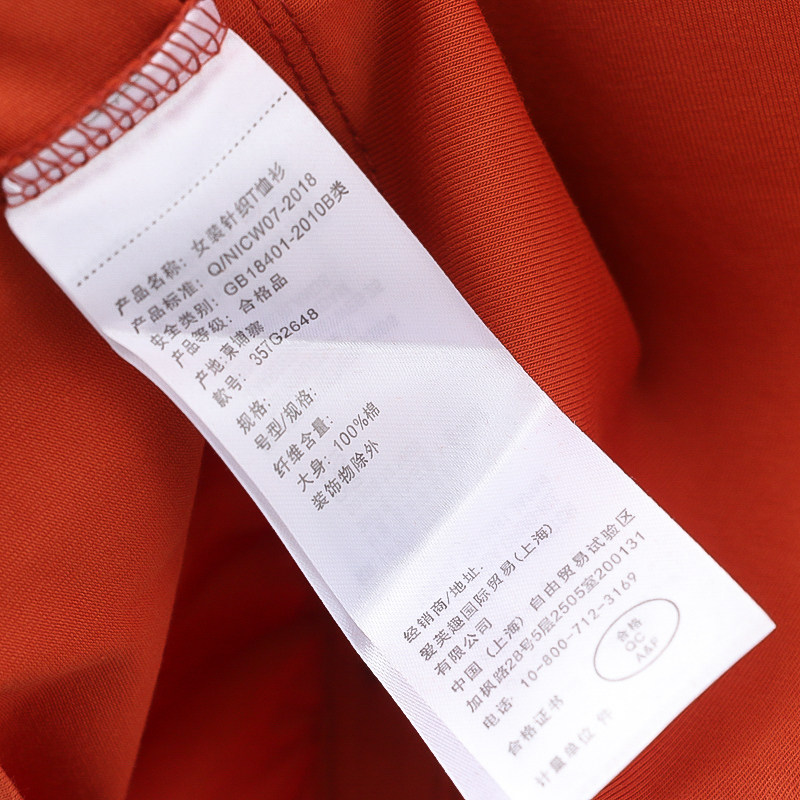 产品名称: 女装针织T恤衫
产品标准: Q/NICW07-2018
安全类别: GB18401-2010B类
产品等级: 合格品
产地:柬博寨
款号: 357G2648
规格:
号型/规格:
纤维含量:
大身: 100%棉
装饰物除外
经销商/地址:
爱芙趣国际贸易(上海)
有限公司
中国 (上海) 自由贸易试验区
加枫路28号5层2505室200131
电话: 10-800-712-3169
合格证书
合格
QC
A&F
计量单位 件